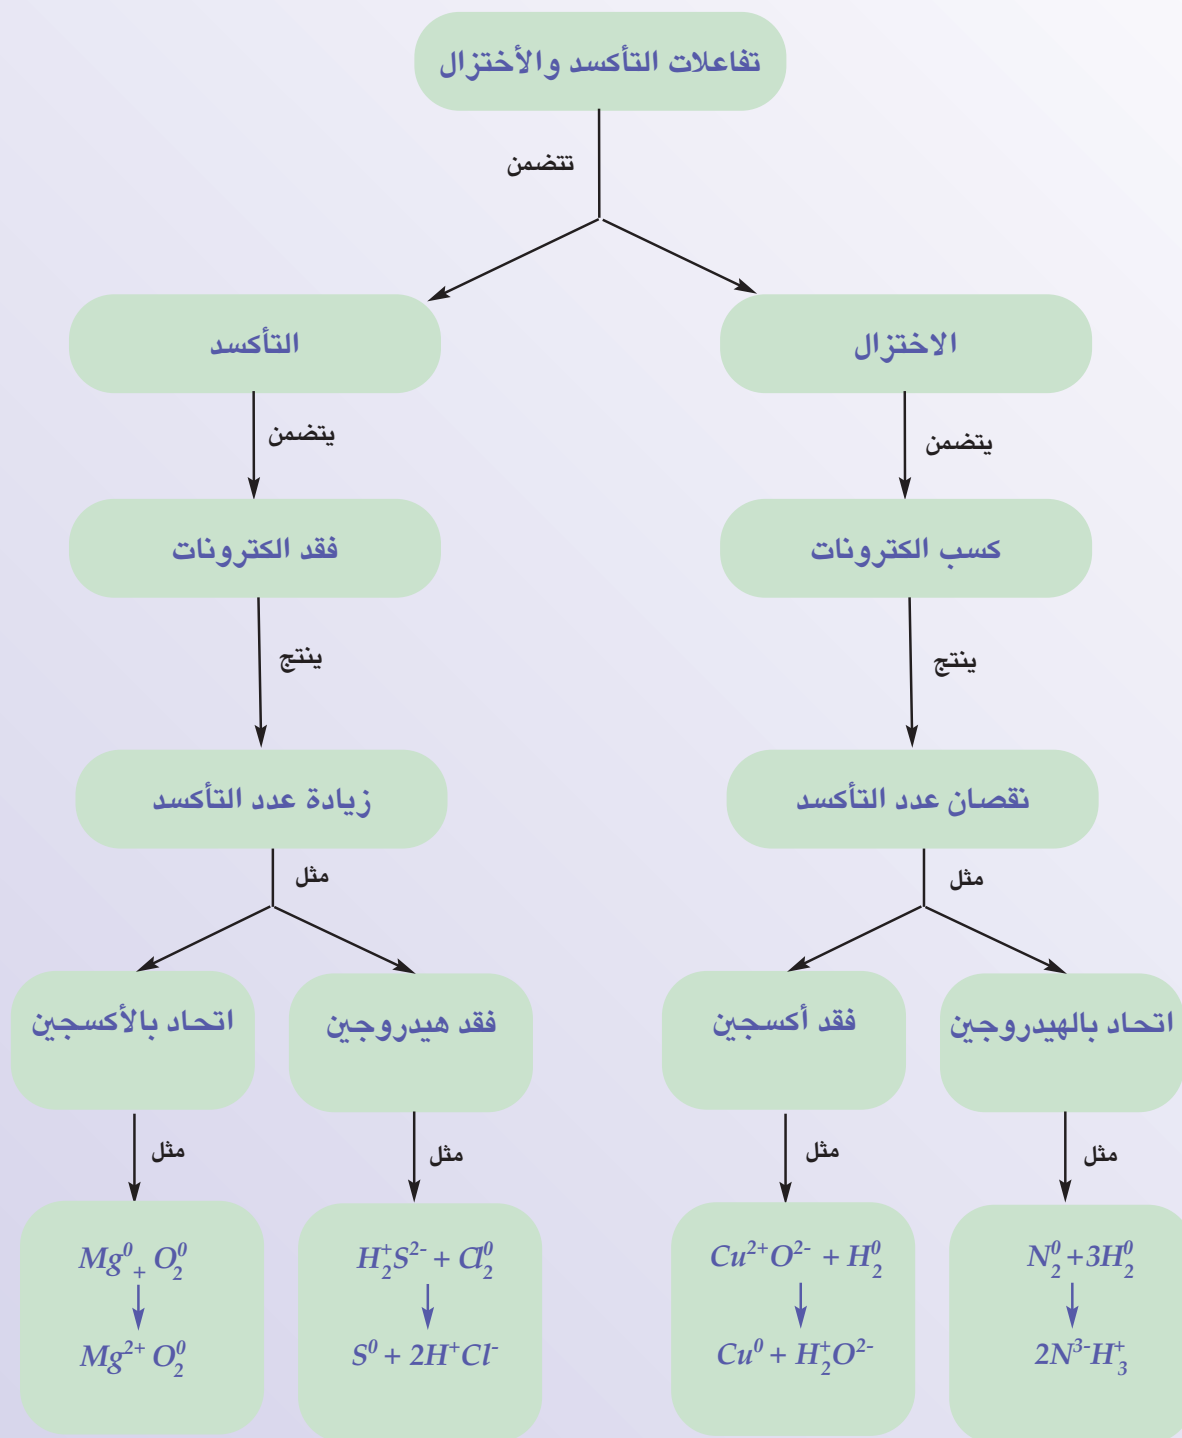 تفاعلات التأكسد والأختزال
تتضمن
الاختزال
التأكسد
يتضمن
يتضمن
كسب الكترونات
فقد الكترونات
ينتج
ينتج
نقصان عدد التأكسد
زيادة عدد التأكسد
مثل
مثل
اتحاد بالهيدروجين
فقد أكسجين
فقد هيدروجين
اتحاد بالأكسجين
مثل
مثل
مثل
مثل
N₂⁰ + 3H₂⁰
↓
2N³⁻H₃⁺
Cu²⁺O²⁻ + H₂⁰
↓
Cu⁰ + H₂⁺O²⁻
H₂⁺S²⁻ + Cl₂⁰
↓
S⁰ + 2H⁺Cl⁻
Mg⁰ + O₂⁰
↓
Mg²⁺ O₂⁰